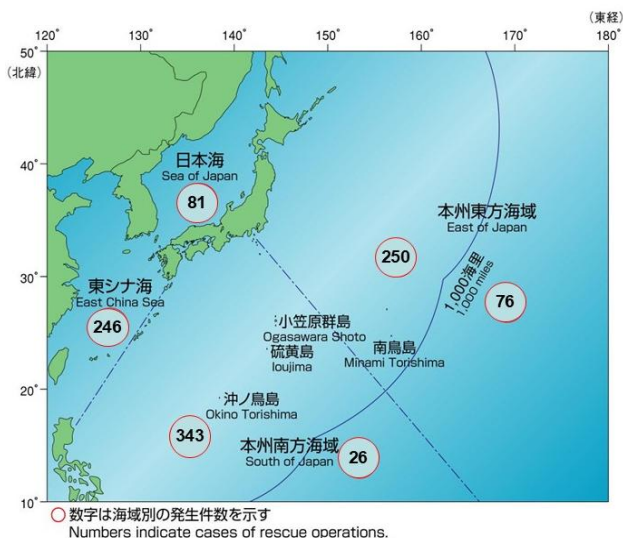 （東経）
120˚ 130˚ 140˚ 150˚ 160˚ 170˚ 180˚
50˚
（北緯）
40˚
日本海
Sea of Japan
81
本州東方海域
East of Japan
250
30˚
1,000海里
1,000 miles
76
東シナ海
East China Sea
246
小笠原群島
Ogasawara Shoto
硫黄島
Ioujima
南鳥島
Minami Torishima
20˚
沖ノ鳥島
Okino Torishima
343
本州南方海域
South of Japan
26
10˚
数字は海域別の発生件数を示す
Numbers indicate cases of rescue operations.